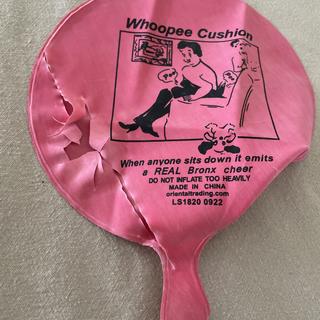 Whoopee Cushion
When anyone sits down it emits
a REAL Bronx cheer
DO NOT INFLATE TOO HEAVILY
MADE IN CHINA
orientaltrading.com
LS1820 0922